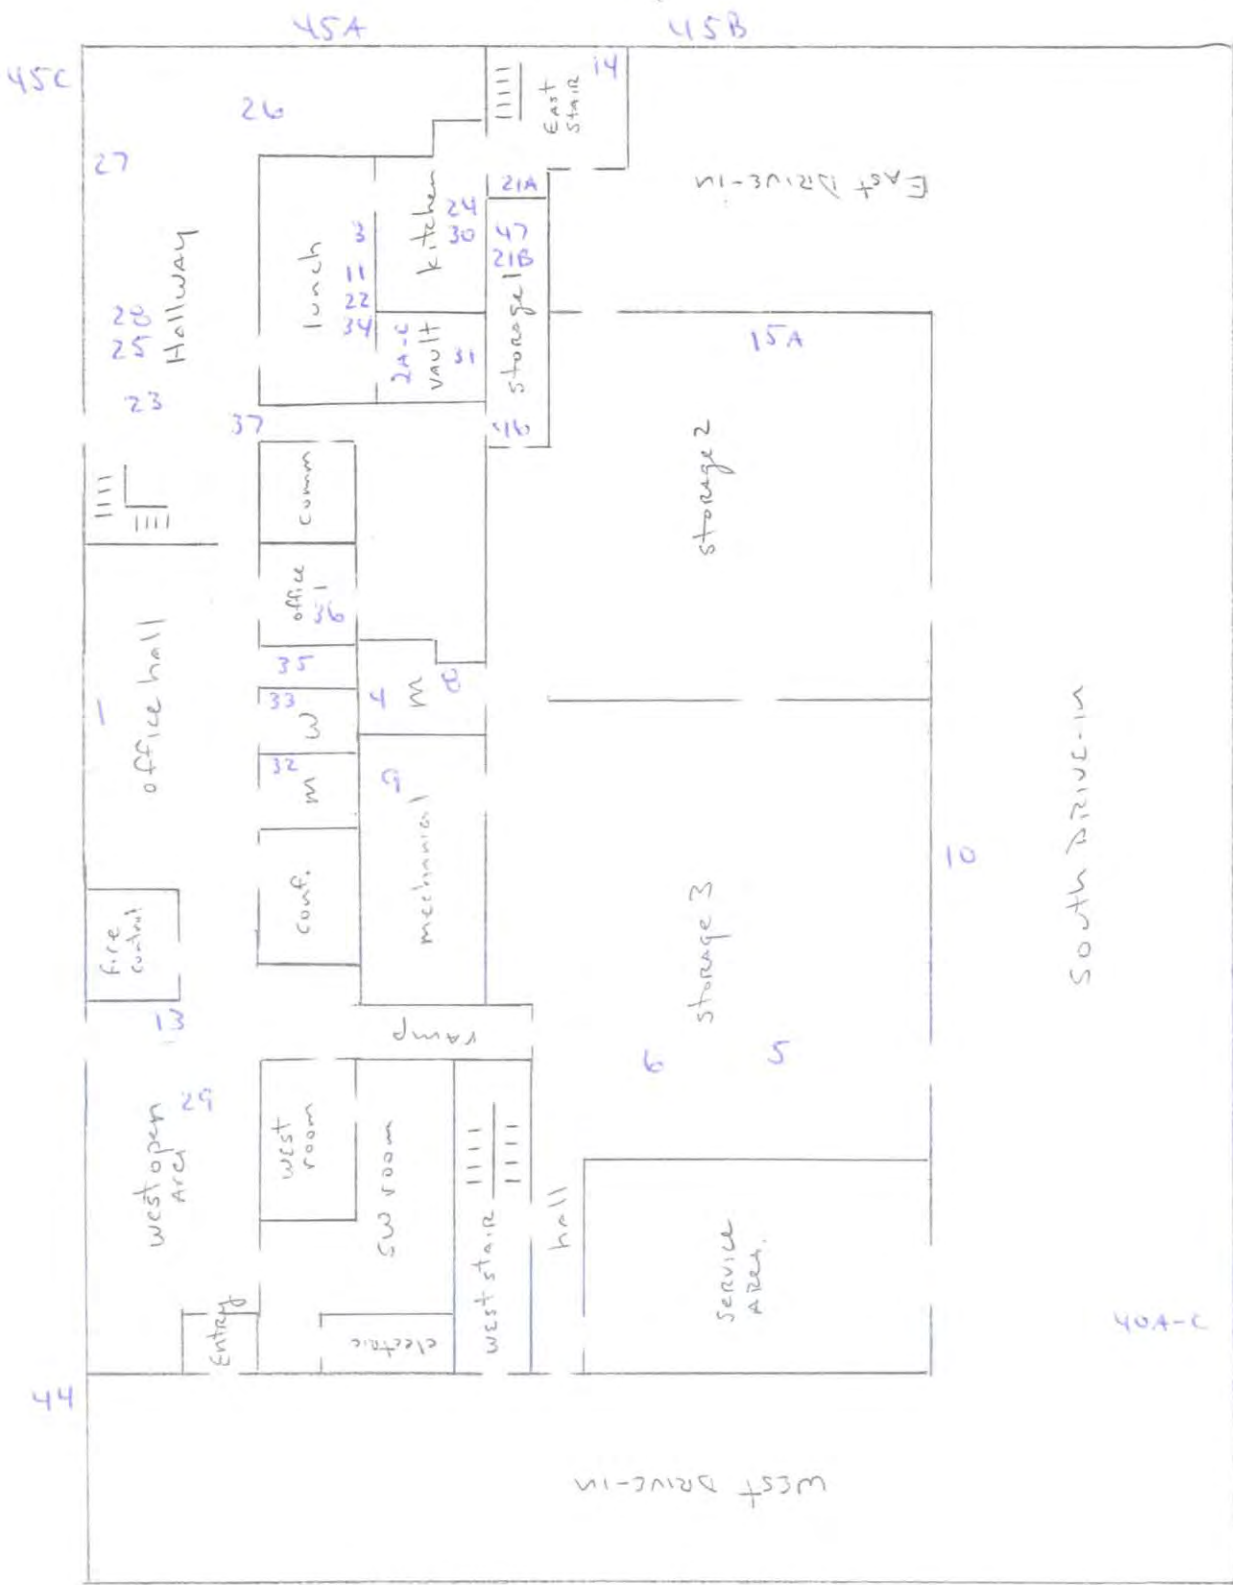 45A
45B
45C
14
EAST
STAIR
26
27
EAST DRIVE-IN
21A
kitchen
24
30
47
21B
3
11
22
34
lunch
Hallway
storage 1
2A-C
VAULT
31
15A
28
25
23
37
46
storage 2
comm
office
1
36
35
office hall
1
33
W
4
M
8
32
M
9
mechanical
conf.
10
South DRIVE-IN
fire
control
13
ramp
storage 3
6
5
29
West open
Area
West
room
SW room
West stair
hall
Service
Area
Entry
electric
40A-C
44
WEST DRIVE-IN